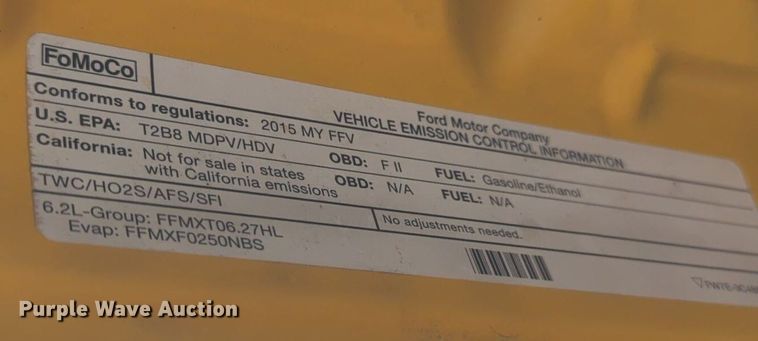 FoMoCo
Ford Motor Company
VEHICLE EMISSION CONTROL INFORMATION
Conforms to regulations: 2015 MY FFV
U.S. EPA: T2B8 MDPV/HDV OBD: F II FUEL: Gasoline/Ethanol
California: Not for sale in states with California emissions OBD: N/A FUEL: N/A
TWC/HO2S/AFS/SFI
No adjustments needed.
6.2L-Group: FFMXT06.27HL
Evap: FFMXF0250NBS
Purple Wave Auction